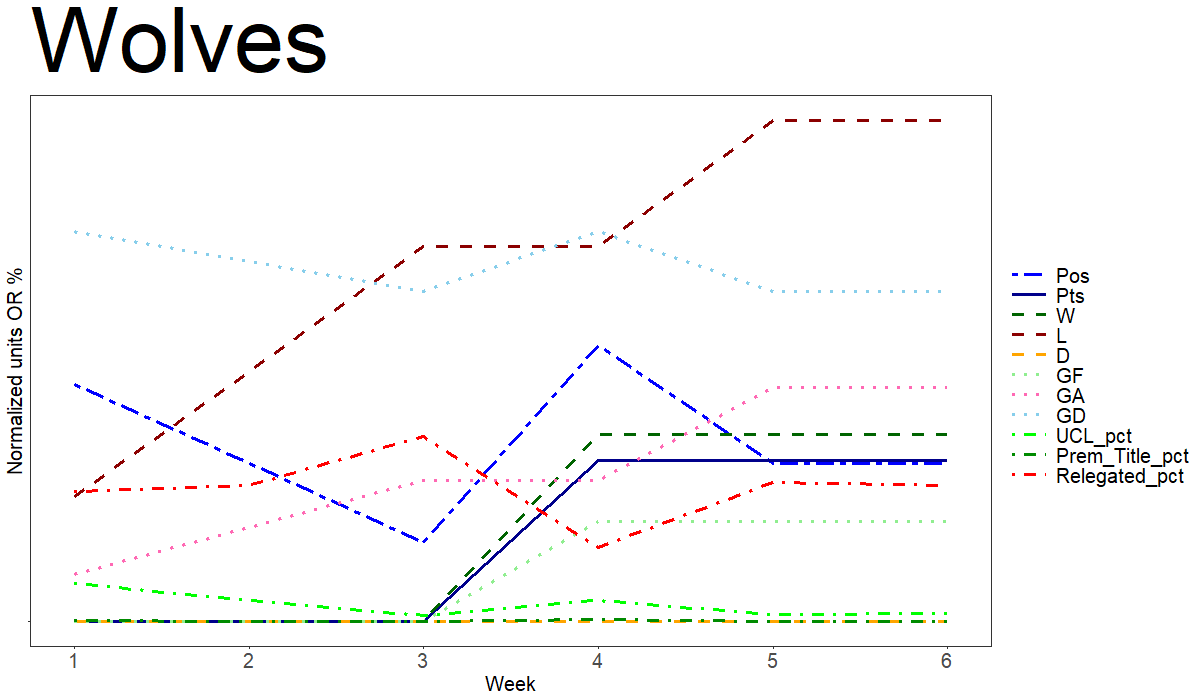 Wolves
Normalized units OR %
Pos
Pts
W
L
D
GF
GA
GD
UCL_pct
Prem_Title_pct
Relegated_pct
1 2 3 4 5 6
Week